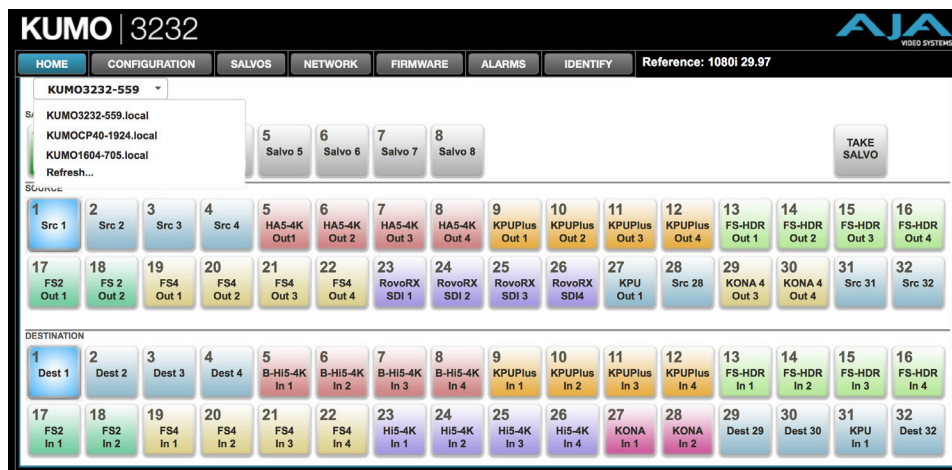 KUMO | 3232
AJA
VIDEO SYSTEMS
HOME CONFIGURATION SALVOS NETWORK FIRMWARE ALARMS IDENTIFY Reference: 1080i 29.97
KUMO3232-559
KUMO3232-559.local
KUMOCP40-1924.local
KUMO1604-705.local
Refresh...
5 6 7 8
Salvo 5 Salvo 6 Salvo 7 Salvo 8
TAKE
SALVO
SOURCE
1 2 3 4 5 6 7 8 9 10 11 12 13 14 15 16
Src 1 Src 2 Src 3 Src 4 HA5-4K HA5-4K HA5-4K HA5-4K KPUPlus KPUPlus KPUPlus KPUPlus FS-HDR FS-HDR FS-HDR FS-HDR
Out1 Out 2 Out 3 Out 4 Out 1 Out 2 Out 3 Out 4 Out 1 Out 2 Out 3 Out 4
17 18 19 20 21 22 23 24 25 26 27 28 29 30 31 32
FS2 FS 2 FS4 FS4 FS4 FS4 RovoRX RovoRX RovoRX RovoRX KPU Src 28 KONA 4 KONA 4 Src 31 Src 32
Out 1 Out 2 Out 1 Out 2 Out 3 Out 4 SDI 1 SDI 2 SDI 3 SDI4 Out 1 Out 3 Out 4
DESTINATION
1 2 3 4 5 6 7 8 9 10 11 12 13 14 15 16
Dest 1 Dest 2 Dest 3 Dest 4 B-Hi5-4K B-Hi5-4K B-Hi5-4K B-Hi5-4K KPUPlus KPUPlus KPUPlus KPUPlus FS-HDR FS-HDR FS-HDR FS-HDR
In 1 In 2 In 3 In 4 In 1 In 2 In 3 In 4 In 1 In 2 In 3 In 4
17 18 19 20 21 22 23 24 25 26 27 28 29 30 31 32
FS2 FS2 FS4 FS4 FS4 FS4 Hi5-4K Hi5-4K Hi5-4K Hi5-4K KONA KONA Dest 29 Dest 30 KPU Dest 32
In 1 In 2 In 1 In 2 In 3 In 4 In 1 In 2 In 3 In 4 In 1 In 2 In 1